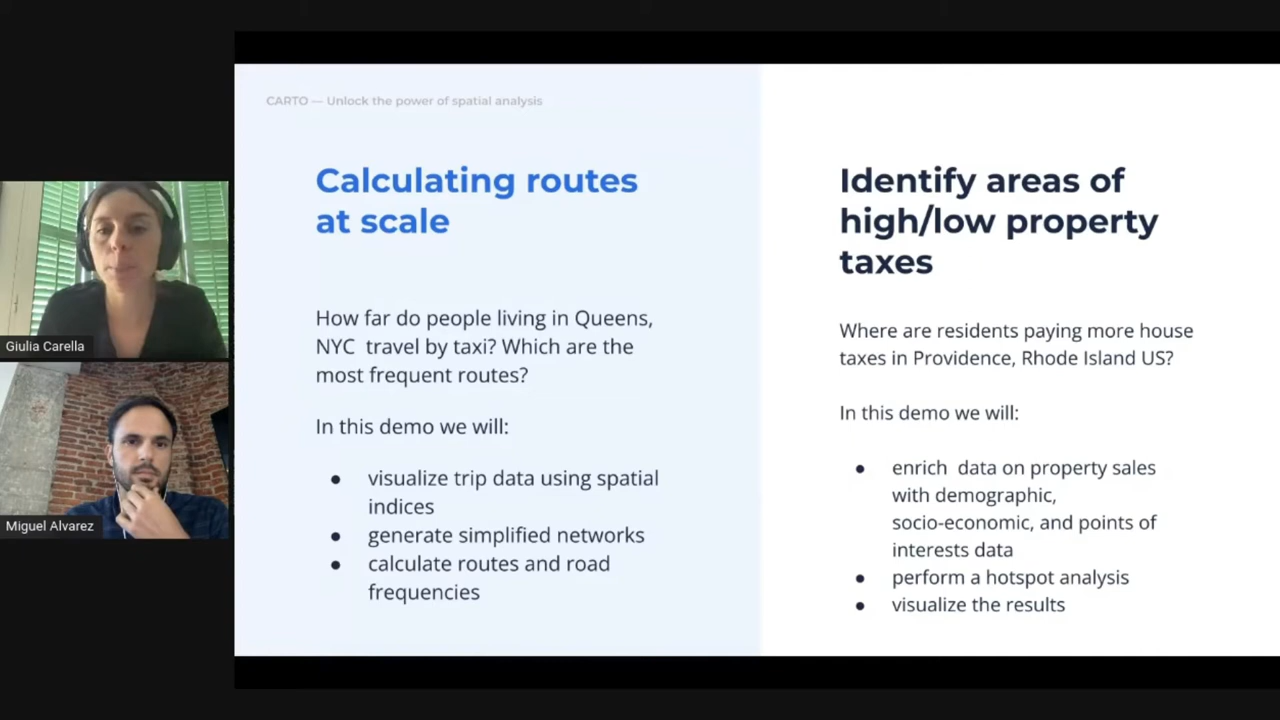 CARTO — Unlock the power of spatial analysis
Calculating routes
at scale
How far do people living in Queens,
NYC travel by taxi? Which are the
most frequent routes?
In this demo we will:
● visualize trip data using spatial
indices
● generate simplified networks
● calculate routes and road
frequencies
Identify areas of
high/low property
taxes
Where are residents paying more house
taxes in Providence, Rhode Island US?
In this demo we will:
● enrich data on property sales
with demographic,
socio-economic, and points of
interests data
● perform a hotspot analysis
● visualize the results
Giulia Carella
Miguel Alvarez